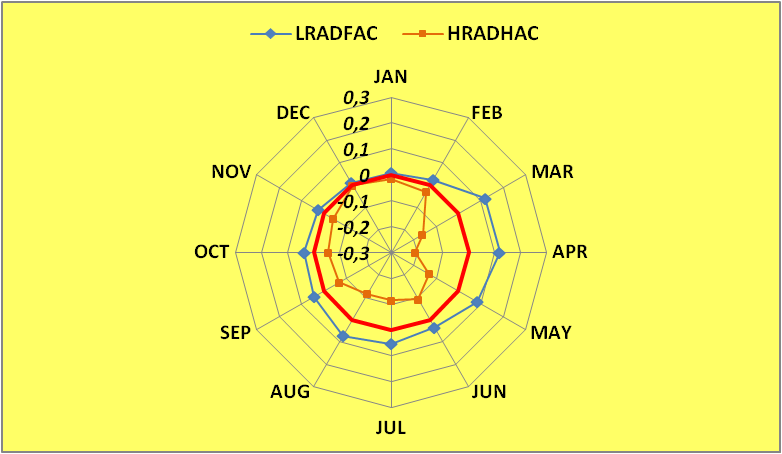 LRADFAC HRADHAC
JAN
0,3
DEC FEB
0,2
0,1
NOV MAR
0
-0,1
-0,2
OCT -0,3 APR
SEP MAY
AUG JUN
JUL